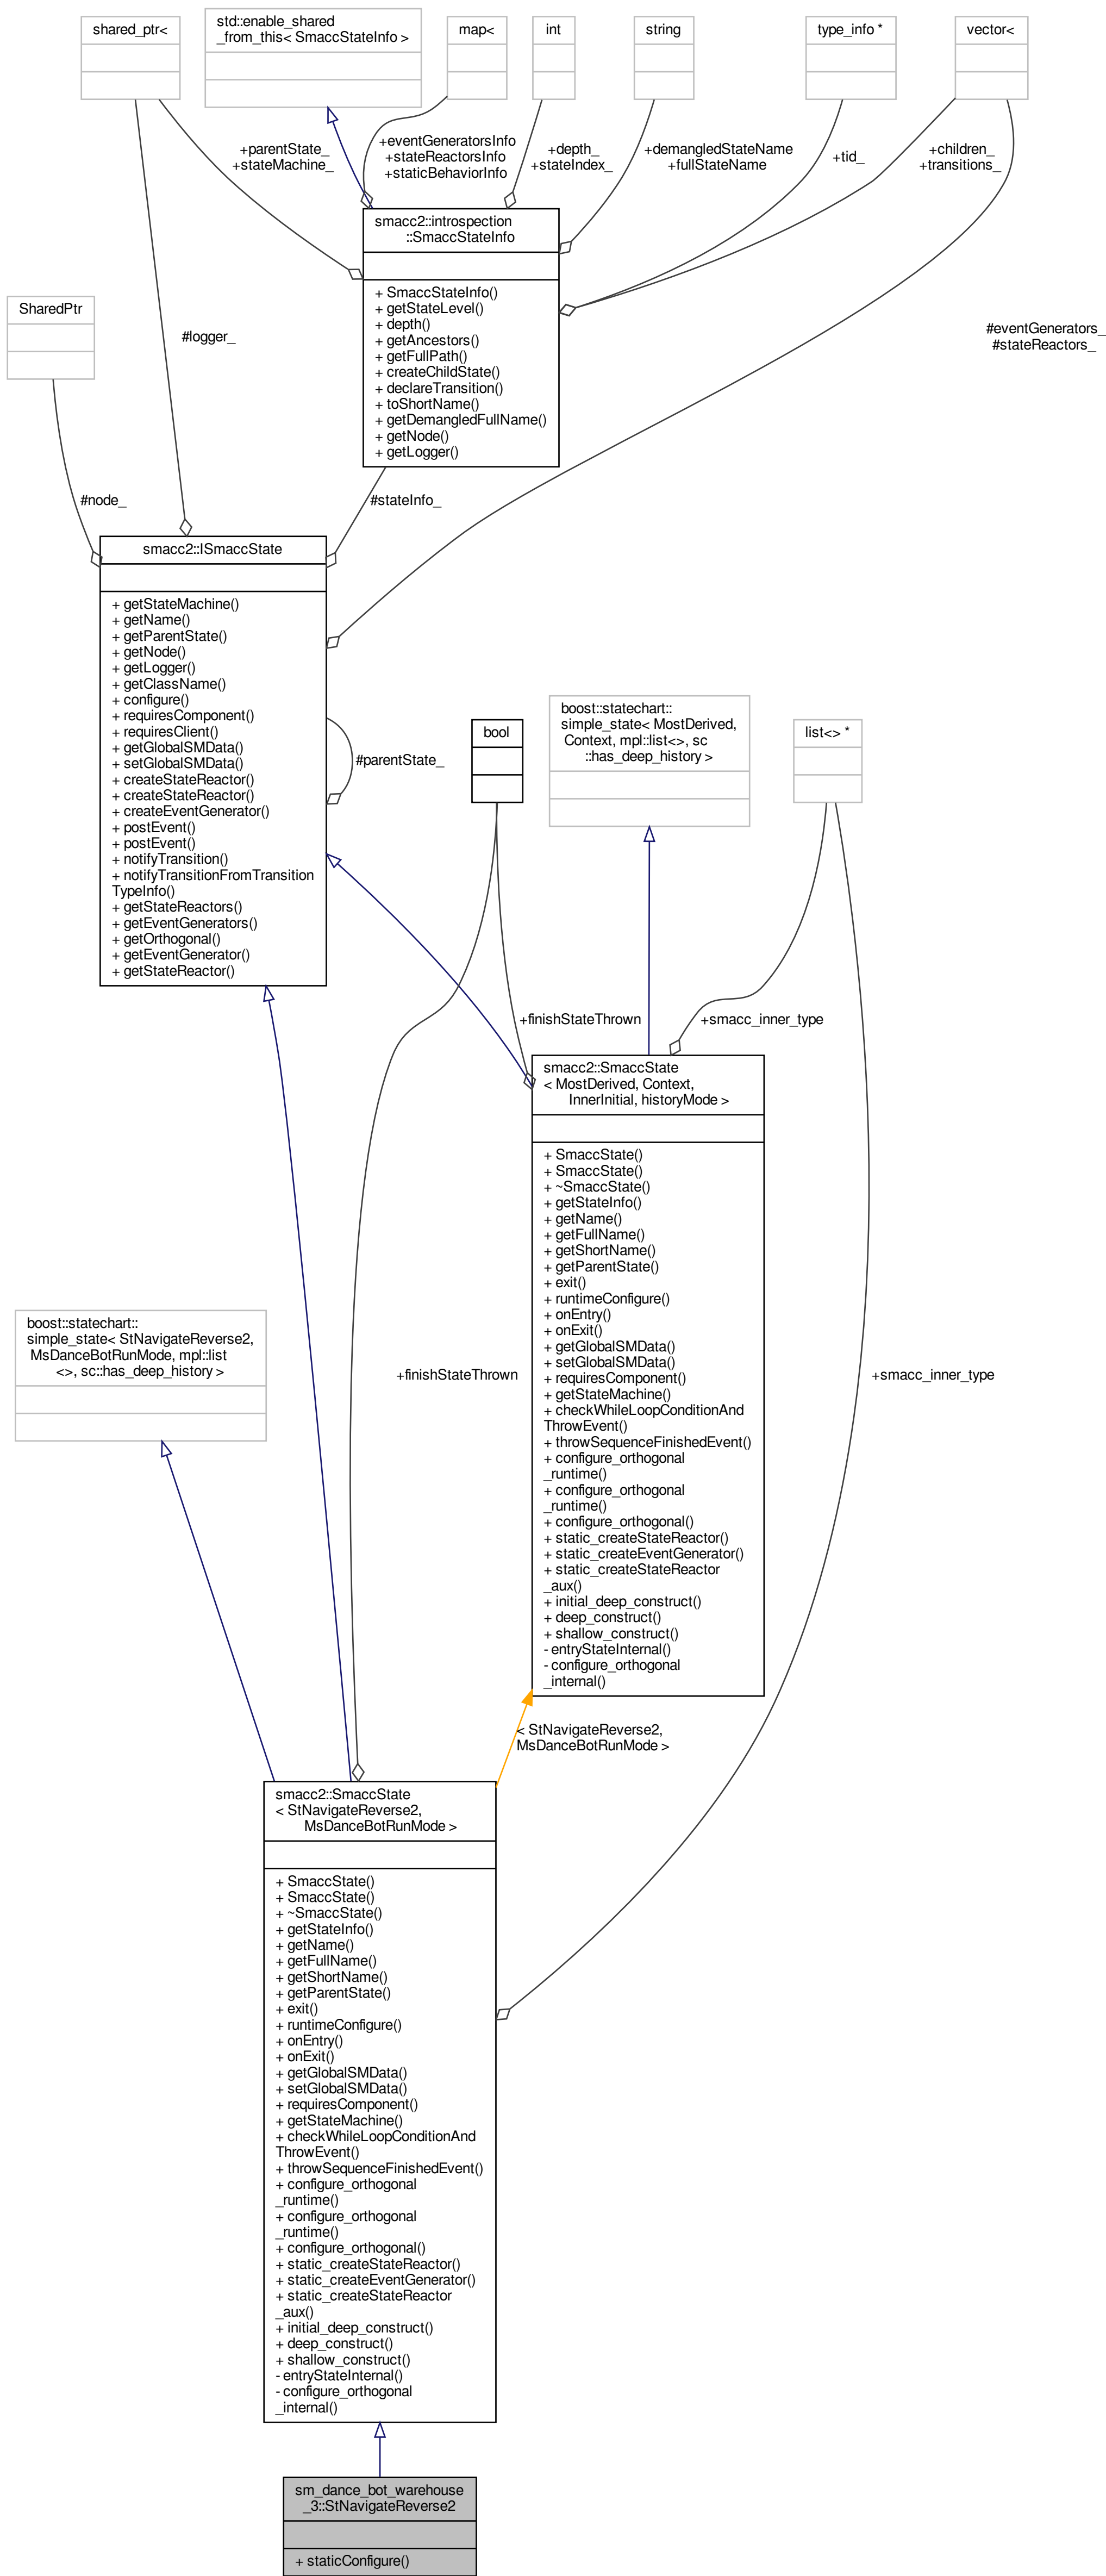 shared_ptr<
std::enable_shared
_from_this< SmaccStateInfo >
map<
int
string
type_info *
vector<
+parentState_
+stateMachine_
+eventGeneratorsInfo
+stateReactorsInfo
+staticBehaviorInfo
+depth_
+stateIndex_
+demangledStateName
+fullStateName
+tid_
+children_
+transitions_
smacc2::introspection
::SmaccStateInfo
+ SmaccStateInfo()
+ getStateLevel()
+ depth()
+ getAncestors()
+ getFullPath()
+ createChildState()
+ declareTransition()
+ toShortName()
+ getDemangledFullName()
+ getNode()
+ getLogger()
SharedPtr
#logger_
#eventGenerators_
#stateReactors_
#node_
#stateInfo_
smacc2::ISmaccState
+ getStateMachine()
+ getName()
+ getParentState()
+ getNode()
+ getLogger()
+ getClassName()
+ configure()
+ requiresComponent()
+ requiresClient()
+ getGlobalSMData()
+ setGlobalSMData()
+ createStateReactor()
+ createStateReactor()
+ createEventGenerator()
+ postEvent()
+ postEvent()
+ notifyTransition()
+ notifyTransitionFromTransition
TypeInfo()
+ getStateReactors()
+ getEventGenerators()
+ getOrthogonal()
+ getEventGenerator()
+ getStateReactor()
#parentState_
bool
boost::statechart::
simple_state< MostDerived,
Context, mpl::list<>, sc
::has_deep_history >
list<> *
+finishStateThrown
+smacc_inner_type
smacc2::SmaccState
< MostDerived, Context,
InnerInitial, historyMode >
+ SmaccState()
+ SmaccState()
+ ~SmaccState()
+ getStateInfo()
+ getName()
+ getFullName()
+ getShortName()
+ getParentState()
+ exit()
+ runtimeConfigure()
+ onEntry()
+ onExit()
+ getGlobalSMData()
+ setGlobalSMData()
+ requiresComponent()
+ getStateMachine()
+ checkWhileLoopConditionAnd
ThrowEvent()
+ throwSequenceFinishedEvent()
+ configure_orthogonal
_runtime()
+ configure_orthogonal
_runtime()
+ configure_orthogonal()
+ static_createStateReactor()
+ static_createEventGenerator()
+ static_createStateReactor
_aux()
+ initial_deep_construct()
+ deep_construct()
+ shallow_construct()
- entryStateInternal()
- configure_orthogonal
_internal()
boost::statechart::
simple_state< StNavigateReverse2,
MsDanceBotRunMode, mpl::list
<>, sc::has_deep_history >
+finishStateThrown
+smacc_inner_type
< StNavigateReverse2,
MsDanceBotRunMode >
smacc2::SmaccState
< StNavigateReverse2,
MsDanceBotRunMode >
+ SmaccState()
+ SmaccState()
+ ~SmaccState()
+ getStateInfo()
+ getName()
+ getFullName()
+ getShortName()
+ getParentState()
+ exit()
+ runtimeConfigure()
+ onEntry()
+ onExit()
+ getGlobalSMData()
+ setGlobalSMData()
+ requiresComponent()
+ getStateMachine()
+ checkWhileLoopConditionAnd
ThrowEvent()
+ throwSequenceFinishedEvent()
+ configure_orthogonal
_runtime()
+ configure_orthogonal
_runtime()
+ configure_orthogonal()
+ static_createStateReactor()
+ static_createEventGenerator()
+ static_createStateReactor
_aux()
+ initial_deep_construct()
+ deep_construct()
+ shallow_construct()
- entryStateInternal()
- configure_orthogonal
_internal()
sm_dance_bot_warehouse
_3::StNavigateReverse2
+ staticConfigure()